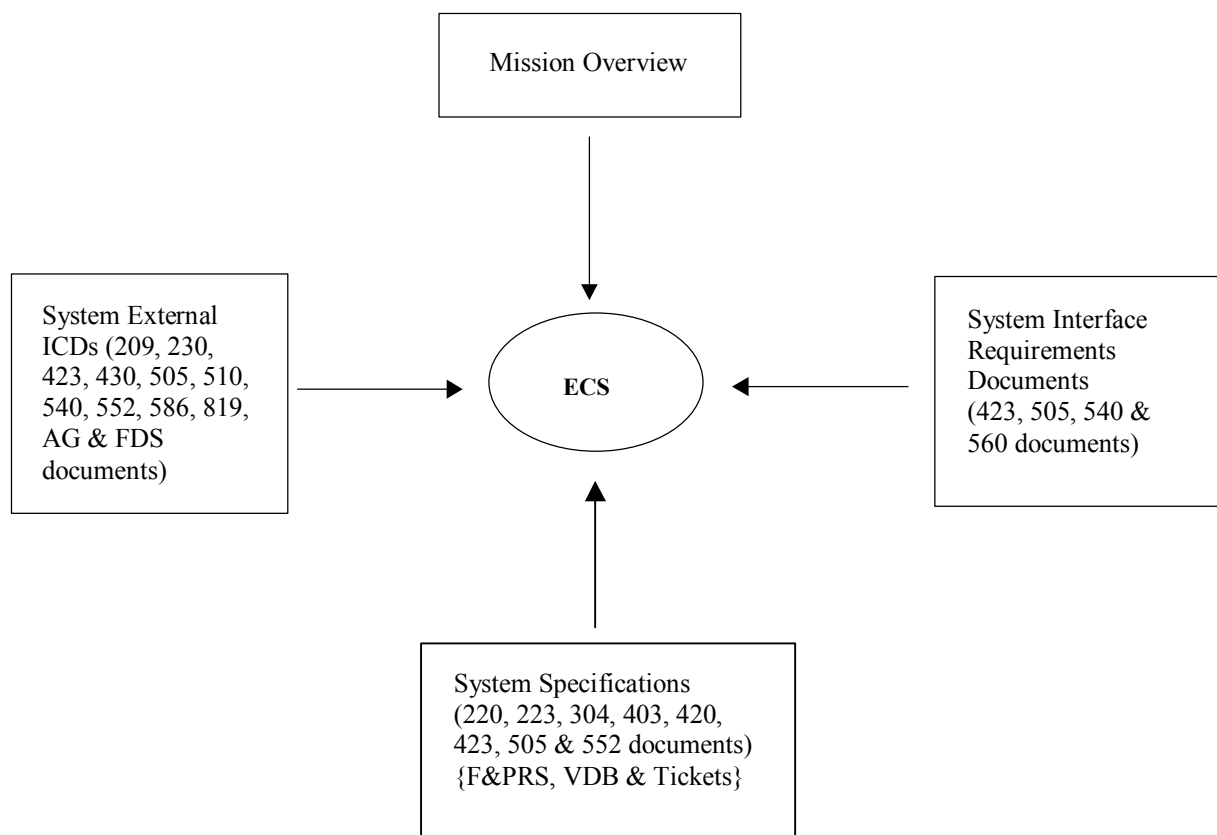 Mission Overview
System External
ICDs (209, 230,
423, 430, 505, 510,
540, 552, 586, 819,
AG & FDS
documents)
ECS
System Interface
Requirements
Documents
(423, 505, 540 &
560 documents)
System Specifications
(220, 223, 304, 403, 420,
423, 505 & 552 documents)
{F&PRS, VDB & Tickets}